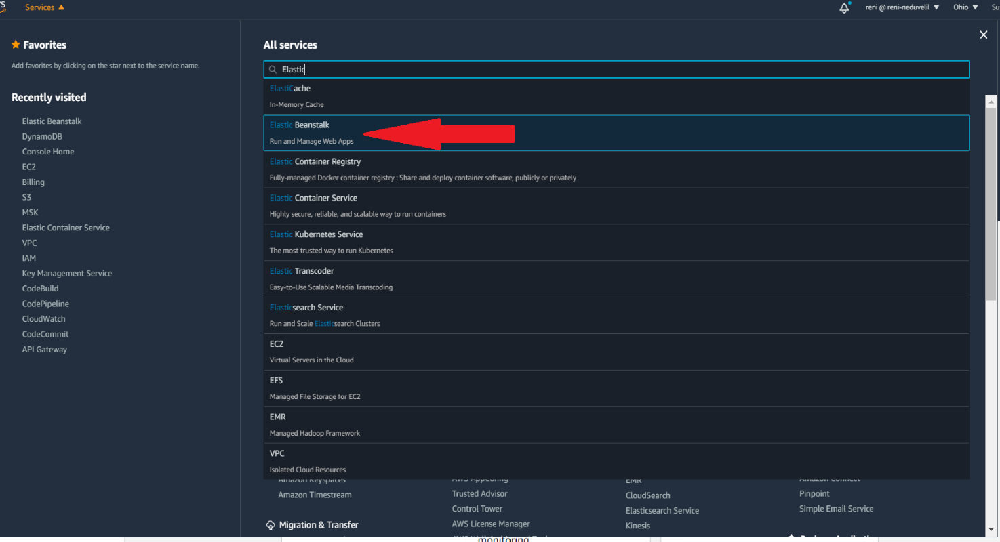 Services
reni @ reni-neduvelil
Ohio
Su
Favorites
Add favorites by clicking on the star next to the service name.
Recently visited
Elastic Beanstalk
DynamoDB
Console Home
EC2
Billing
S3
MSK
Elastic Container Service
VPC
IAM
Key Management Service
CodeBuild
CodePipeline
CloudWatch
CodeCommit
API Gateway
All services
Elastic
ElastiCache
In-Memory Cache
Elastic Beanstalk
Run and Manage Web Apps
Elastic Container Registry
Fully-managed Docker container registry : Share and deploy container software, publicly or privately
Elastic Container Service
Highly secure, reliable, and scalable way to run containers
Elastic Kubernetes Service
The most trusted way to run Kubernetes
Elastic Transcoder
Easy-to-Use Scalable Media Transcoding
Elasticsearch Service
Run and Scale Elasticsearch Clusters
EC2
Virtual Servers in the Cloud
EFS
Managed File Storage for EC2
EMR
Managed Hadoop Framework
VPC
Isolated Cloud Resources
Amazon Keyspaces
Amazon Timestream
Migration & Transfer
AWS AppConfig
Trusted Advisor
Control Tower
AWS License Manager
EMR
CloudSearch
Elasticsearch Service
Kinesis
Amazon Connect
Pinpoint
Simple Email Service
monitoring